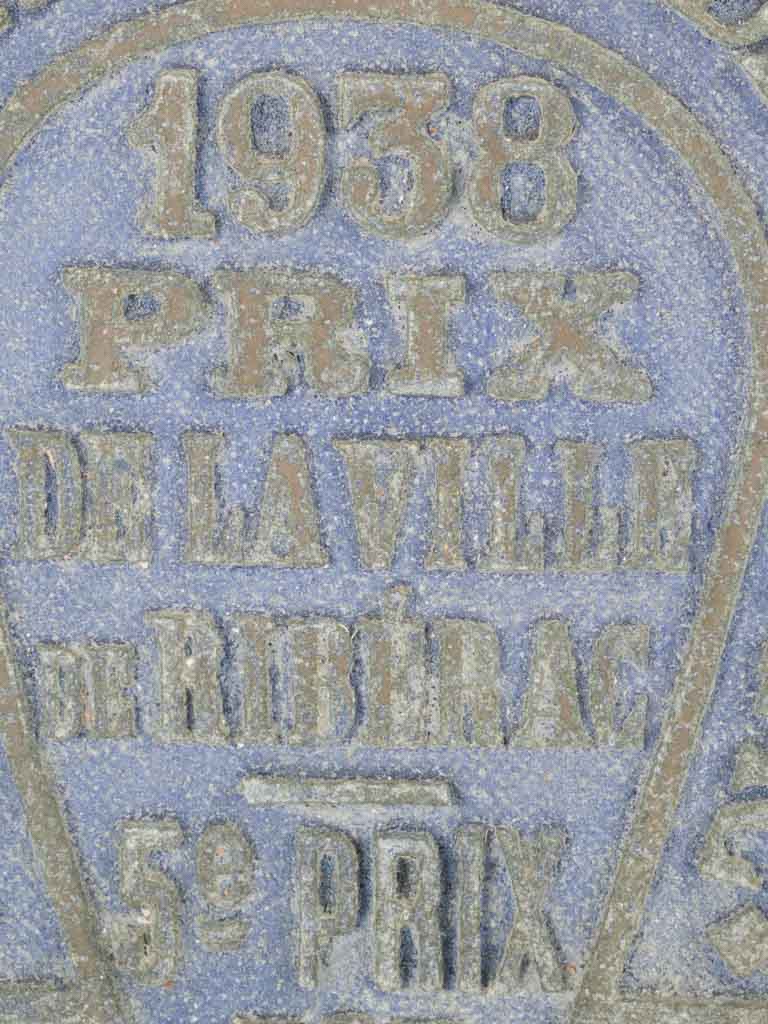 1938
PRIX
DE LA VILLE
DE RIBÉRAC
5e PRIX